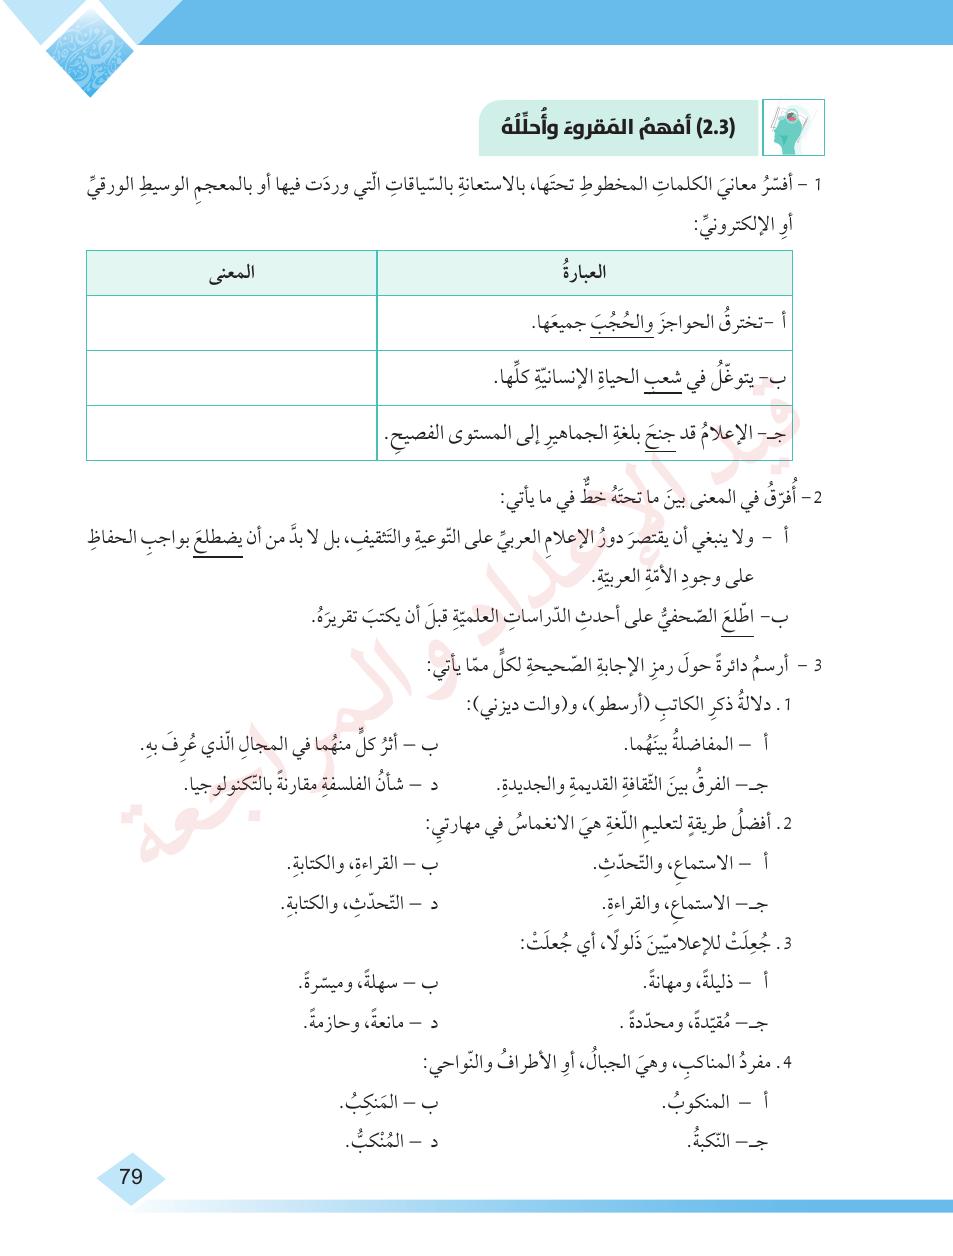 (2.3) أفهمُ المَقروءَ وأُحلِّلُهُ
1 – أفسّرُ معانيَ الكلماتِ المخطوطِ تحتَها، بالاستعانةِ بالسّياقاتِ الّتي وردَت فيها أو بالمعجمِ الوسيطِ الورقيِّ
أوِ الإلكترونيِّ:
العبارةُ المعنى
أ –تخترقُ الحواجزَ والحُجُبَ جميعَها.
ب– يتوغّلُ في شعبِ الحياةِ الإنسانيّةِ كلِّها.
جـ– الإعلامُ قد جنحَ بلغةِ الجماهيرِ إلى المستوى الفصيحِ.
2– أُفرّقُ في المعنى بينَ ما تحتَهُ خطٌّ في ما يأتي:
أ – ولا ينبغي أن يقتصرَ دورُ الإعلامِ العربيِّ على التّوعيةِ والتَثقيفِ، بل لا بدَّ من أن يضطلعَ بواجبِ الحفاظِ
على وجودِ الأمّةِ العربيّةِ.
ب– اطّلعَ الصّحفيُّ على أحدثِ الدّراساتِ العلميّةِ قبلَ أن يكتبَ تقريرَهُ.
3 – أرسمُ دائرةً حولَ رمزِ الإجابةِ الصّحيحةِ لكلٍّ ممّا يأتي:
1. دلالةُ ذكرِ الكاتبِ (أرسطو)، و(والت ديزني):
أ – المفاضلةُ بينَهُما. ب – أثرُ كلٍّ منهُما في المجالِ الّذي عُرِفَ بهِ.
جـ– الفرقُ بينَ الثّقافةِ القديمةِ والجديدةِ. د – شأنُ الفلسفةِ مقارنةً بالتّكنولوجيا.
2. أفضلُ طريقةٍ لتعليمِ اللّغةِ هيَ الانغماسُ في مهارتيِ:
أ – الاستماعِ، والتّحدّثِ. ب – القراءةِ، والكتابةِ.
جـ– الاستماعِ، والقراءةِ. د – التّحدّثِ، والكتابةِ.
3. جُعِلَتْ للإعلاميّينَ ذَلولًا، أي جُعلَتْ:
أ – ذليلةً، ومهانةً. ب – سهلةً، وميسّرةً.
جـ– مُقيّدةً، ومحدّدةً . د – مانعةً، وحازمةً.
4. مفردُ المناكبِ، وهيَ الجبالُ، أوِ الأطرافُ والنّواحي:
أ – المنكوبُ. ب – المَنكِبُ.
جـ– النّكبةُ. د – المُنْكبُّ.
79
قيد الإعداد والمراجعة